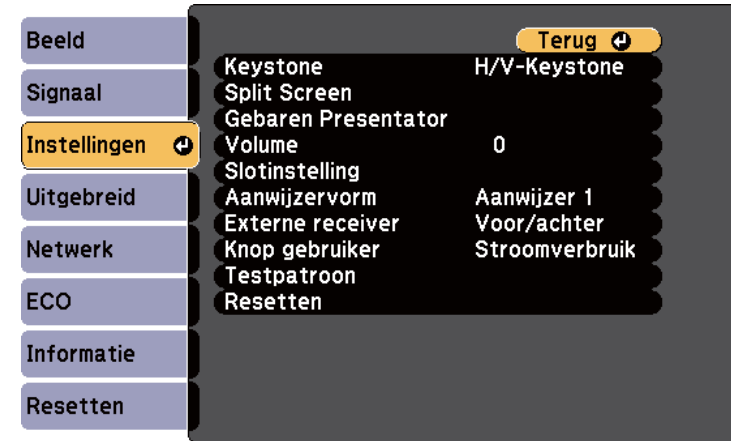 Beeld
Signaal
Instellingen
Uitgebreid
Netwerk
ECO
Informatie
Resetten
Terug
Keystone H/V-Keystone
Split Screen
Gebaren Presentator
Volume 0
Slotinstelling
Aanwijzervorm Aanwijzer 1
Externe receiver Voor/achter
Knop gebruiker Stroomverbruik
Testpatroon
Resetten